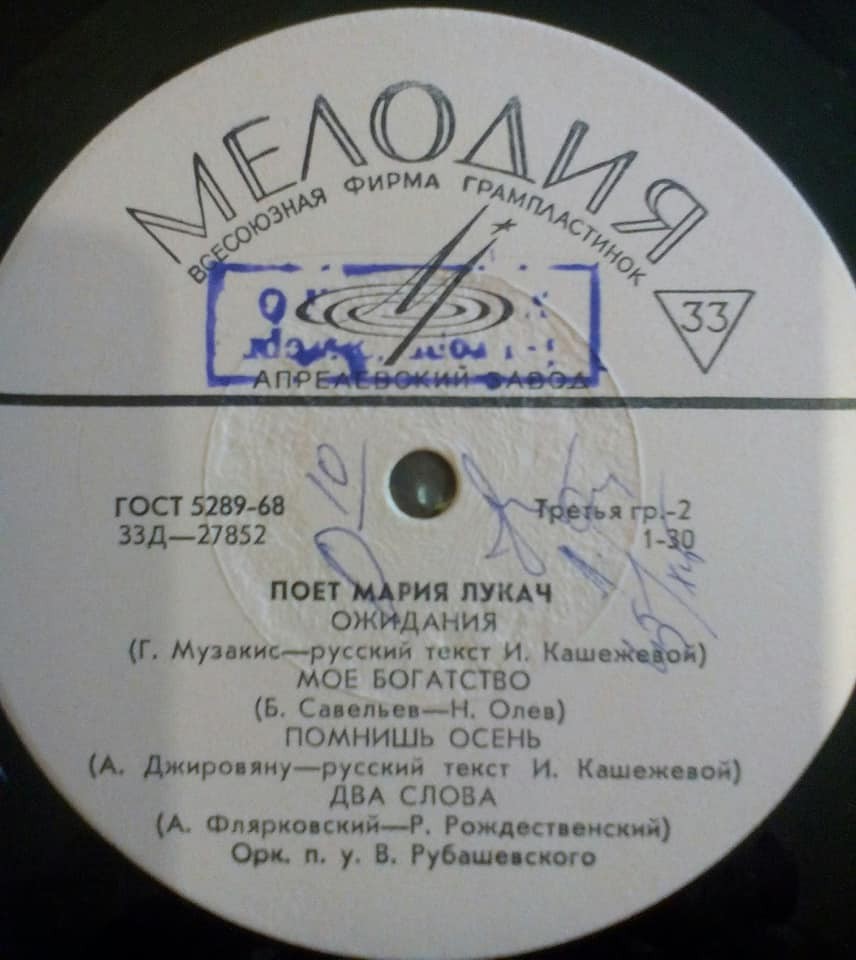 МЕЛОДИЯ
ВСЕСОЮЗНАЯ ФИРМА ГРАМПЛАСТИНОК
33
АПРЕЛЕВСКИЙ ЗАВОД
ГОСТ 5289-68
33Д—27852
Третья гр.-2
1-30
ПОЕТ МАРИЯ ЛУКАЧ
ОЖИДАНИЯ
(Г. Музакис—русский текст И. Кашежевой)
МОЕ БОГАТСТВО
(Б. Савельев—Н. Олев)
ПОМНИШЬ ОСЕНЬ
(А. Джировяну—русский текст И. Кашежевой)
ДВА СЛОВА
(А. Флярковский—Р. Рождественский)
Орк. п. у. В. Рубашевского